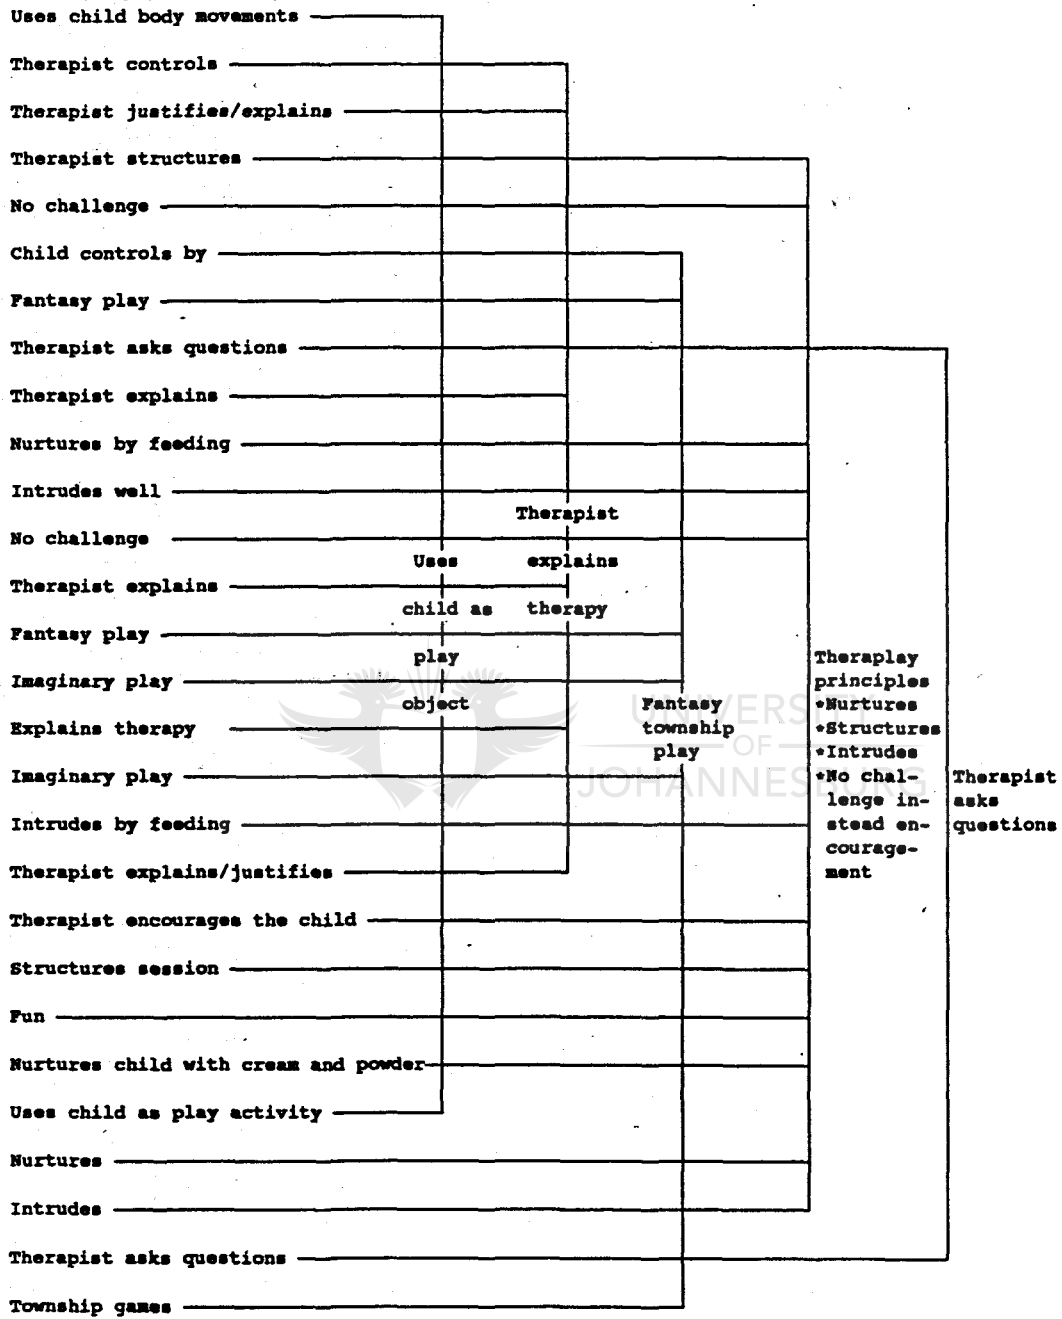 Uses child body movements
Therapist controls
Therapist justifies/explains
Therapist structures
No challenge
Child controls by
Fantasy play
Therapist asks questions
Therapist explains
Nurtures by feeding
Intrudes well
No challenge
Therapist explains
Fantasy play
Imaginary play
Explains therapy
Imaginary play
Intrudes by feeding
Therapist explains/justifies
Therapist encourages the child
Structures session
Fun
Nurtures child with cream and powder
Uses child as play activity
Nurtures
Intrudes
Therapist asks questions
Township games
Uses
child as
play
object
Therapist
explains
therapy
Fantasy
township
play
Theraplay
principles
*Nurtures
*Structures
*Intrudes
*No chal-
lenge in-
stead en-
courage-
ment
Therapist
asks
questions
UNIVERSITY
OF
JOHANNESBURG